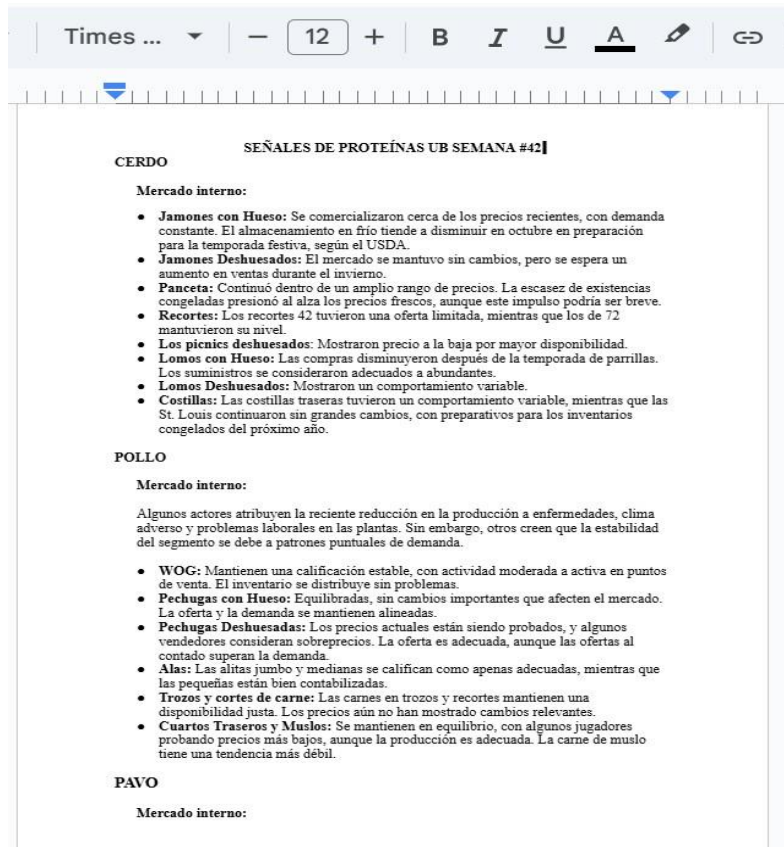 Times ...
12
B I U A
SEÑALES DE PROTEÍNAS UB SEMANA #42
CERDO
Mercado interno:
● Jamones con Hueso: Se comercializaron cerca de los precios recientes, con demanda
constante. El almacenamiento en frío tiende a disminuir en octubre en preparación
para la temporada festiva, según el USDA.
● Jamones Deshuesados: El mercado se mantuvo sin cambios, pero se espera un
aumento en ventas durante el invierno.
● Panceta: Continuó dentro de un amplio rango de precios. La escasez de existencias
congeladas presionó al alza los precios frescos, aunque este impulso podría ser breve.
● Recortes: Los recortes 42 tuvieron una oferta limitada, mientras que los de 72
mantuvieron su nivel.
● Los picnics deshuesados: Mostraron precio a la baja por mayor disponibilidad.
● Lomos con Hueso: Las compras disminuyeron después de la temporada de parrillas.
Los suministros se consideraron adecuados a abundantes.
● Lomos Deshuesados: Mostraron un comportamiento variable.
● Costillas: Las costillas traseras tuvieron un comportamiento variable, mientras que las
St. Louis continuaron sin grandes cambios, con preparativos para los inventarios
congelados del próximo año.
POLLO
Mercado interno:
Algunos actores atribuyen la reciente reducción en la producción a enfermedades, clima
adverso y problemas laborales en las plantas. Sin embargo, otros creen que la estabilidad
del segmento se debe a patrones puntuales de demanda.
● WOG: Mantienen una calificación estable, con actividad moderada a activa en puntos
de venta. El inventario se distribuye sin problemas.
● Pechugas con Hueso: Equilibradas, sin cambios importantes que afecten el mercado.
La oferta y la demanda se mantienen alineadas.
● Pechugas Deshuesadas: Los precios actuales están siendo probados, y algunos
vendedores consideran sobreprecios. La oferta es adecuada, aunque las ofertas al
contado superan la demanda.
● Alas: Las alitas jumbo y medianas se califican como apenas adecuadas, mientras que
las pequeñas están bien contabilizadas.
● Trozos y cortes de carne: Las carnes en trozos y recortes mantienen una
disponibilidad justa. Los precios aún no han mostrado cambios relevantes.
● Cuartos Traseros y Muslos: Se mantienen en equilibrio, con algunos jugadores
probando precios más bajos, aunque la producción es adecuada. La carne de muslo
tiene una tendencia más débil.
PAVO
Mercado interno: